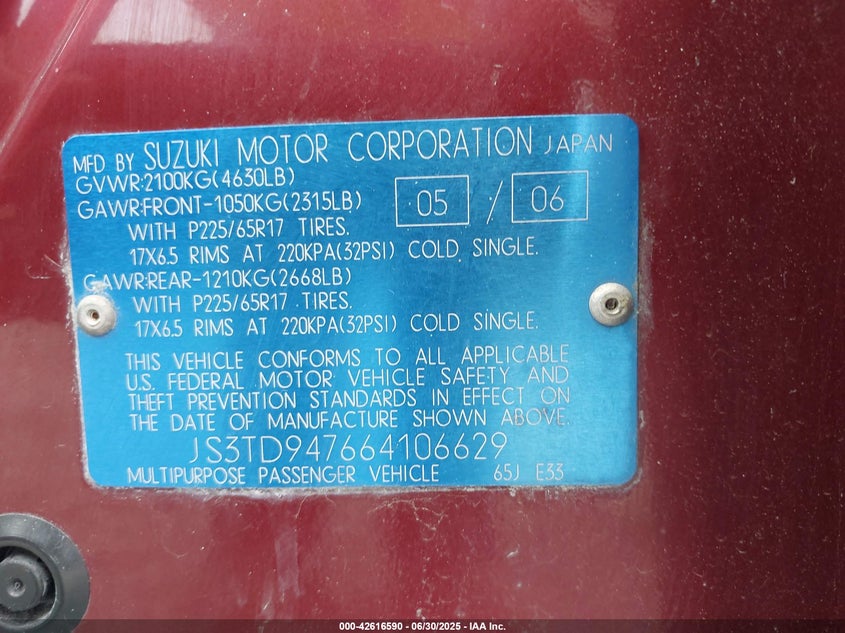 MFD BY SUZUKI MOTOR CORPORATION JAPAN
GVWR:2100KG(4630LB)
GAWR:FRONT-1050KG(2315LB) 05 / 06
WITH P225/65R17 TIRES.
17X6.5 RIMS AT 220KPA(32PSI) COLD SINGLE.
GAWR:REAR-1210KG(2668LB)
WITH P225/65R17 TIRES.
17X6.5 RIMS AT 220KPA(32PSI) COLD SINGLE.
THIS VEHICLE CONFORMS TO ALL APPLICABLE
U.S. FEDERAL MOTOR VEHICLE SAFETY AND
THEFT PREVENTION STANDARDS IN EFFECT ON
THE DATE OF MANUFACTURE SHOWN ABOVE.
JS3TD947664106629
MULTIPURPOSE PASSENGER VEHICLE 65J E33
000-42616590 - 06/30/2025 - IAA Inc.